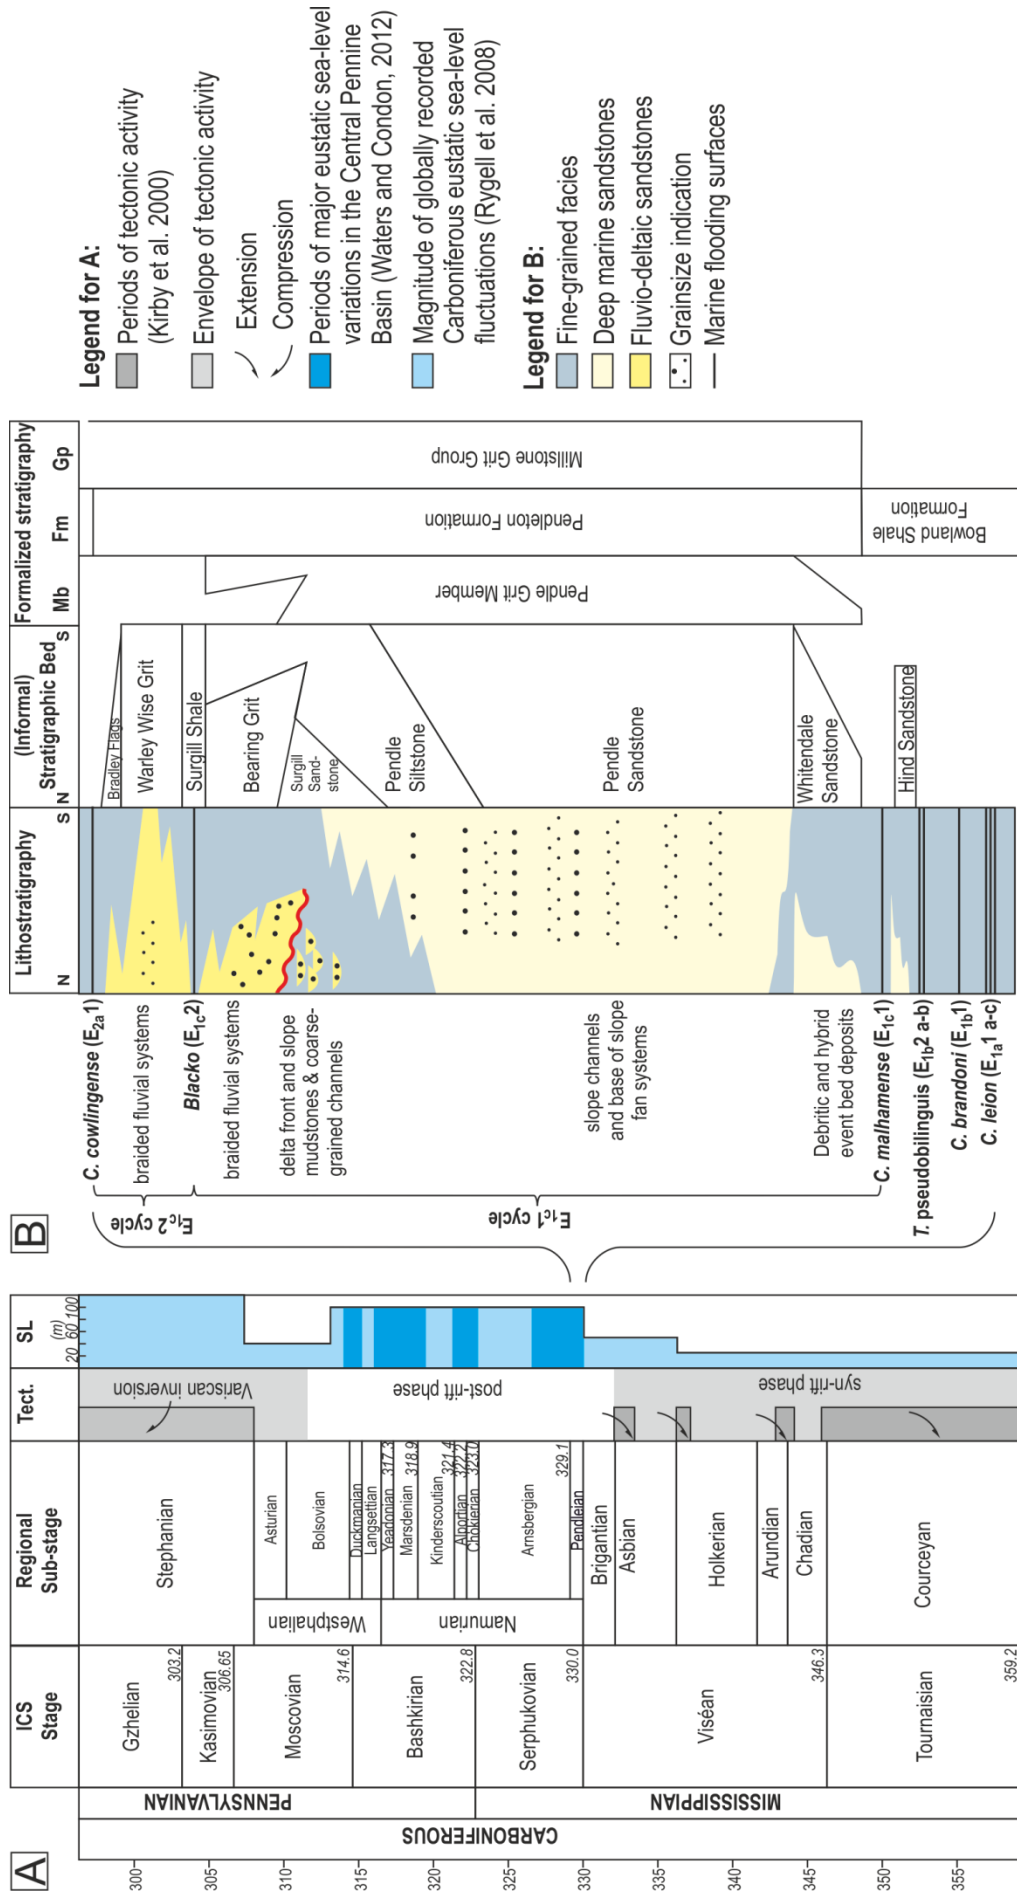 A
ICS
Stage
Regional
Sub-stage
Tect.
SL
(m)
20
60
100
300
305
310
315
320
325
330
335
340
345
350
355
CARBONIFEROUS
PENNSYLVANIAN
MISSISSIPPIAN
Gzhelian
303.2
Kasimovian
306.65
Moscovian
314.6
Bashkirian
322.8
Serphukovian
330.0
Viséan
346.3
Tournaisian
359.2
Stephanian
Westphalian
Namurian
Asturian
Bolsovian
Duckmanian
Langsettian
Yeadonian
317.3
Marsdenian
318.9
Kinderscoutian
321.4
Alportian
322.2
Chokierian
323.0
Arnsbergian
329.1
Pendleian
Brigantian
Asbian
Holkerian
Arundian
Chadian
Courceyan
Variscan inversion
post-rift phase
syn-rift phase
B
E1c2 cycle
E1c1 cycle
C. cowlingense (E2a1)
braided fluvial systems
Blacko (E1c2)
braided fluvial systems
delta front and slope
mudstones & coarse-
grained channels
slope channels
and base of slope
fan systems
Debritic and hybrid
event bed deposits
C. malhamense (E1c1)
T. pseudobilinguis (E1b2 a-b)
C. brandoni (E1b1)
C. leion (E1a1 a-c)
Lithostratigraphy
N
S
(Informal)
Stratigraphic Bed
N
S
Bradley Flags
Warley Wise Grit
Surgill Shale
Bearing Grit
Surgill
Sand-
stone
Pendle
Siltstone
Pendle
Sandstone
Whitendale
Sandstone
Hind Sandstone
Formalized stratigraphy
Mb
Fm
Gp
Pendle Grit Member
Pendleton Formation
Bowland Shale
Formation
Millstone Grit Group
Legend for A:
Periods of tectonic activity
(Kirby et al. 2000)
Envelope of tectonic activity
Extension
Compression
Periods of major eustatic sea-level
variations in the Central Pennine
Basin (Waters and Condon, 2012)
Magnitude of globally recorded
Carboniferous eustatic sea-level
fluctuations (Rygell et al. 2008)
Legend for B:
Fine-grained facies
Deep marine sandstones
Fluvio-deltaic sandstones
Grainsize indication
Marine flooding surfaces